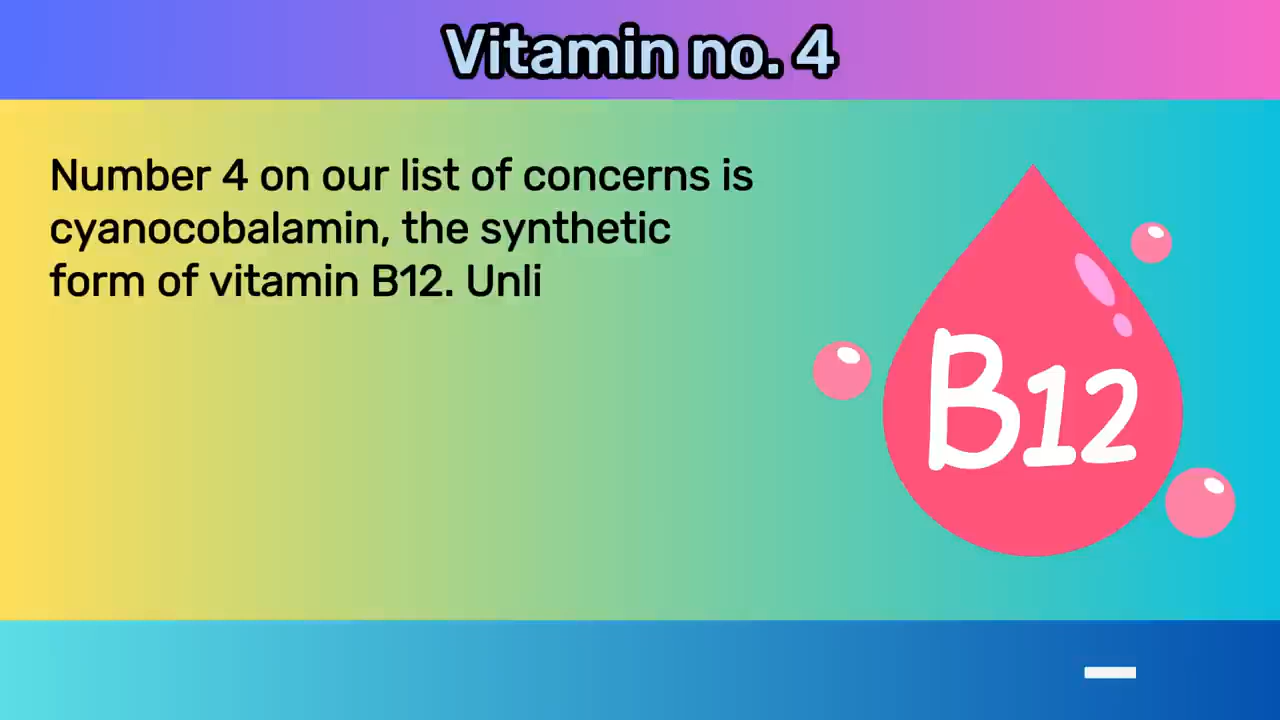 Vitamin no. 4
Number 4 on our list of concerns is
cyanocobalamin, the synthetic
form of vitamin B12. Unli
B12